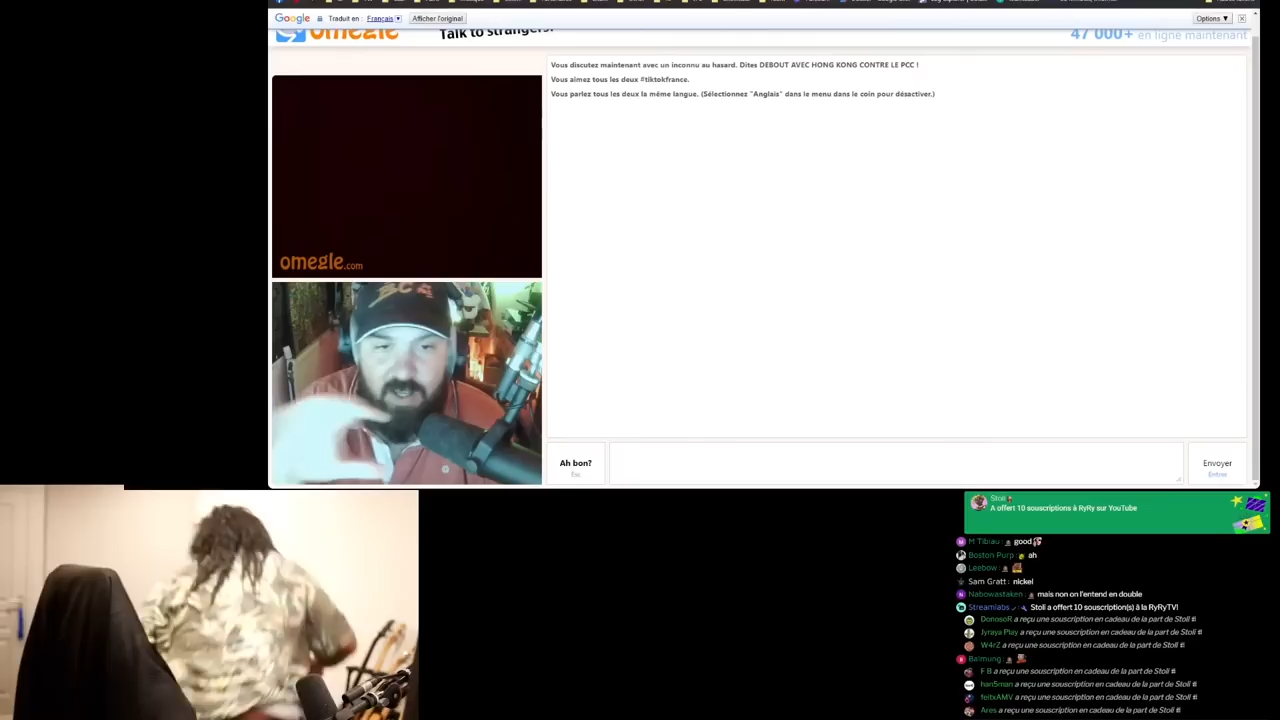 Google
Traduit en :
Français
Afficher l'original
Options ▼
omegle
Talk to strangers!
47 000+ en ligne maintenant
Vous discutez maintenant avec un inconnu au hasard. Dites DEBOUT AVEC HONG KONG CONTRE LE PCC !
Vous aimez tous les deux #tiktokfrance.
Vous parlez tous les deux la même langue. (Sélectionnez "Anglais" dans le menu dans le coin pour désactiver.)
omegle.com
Ah bon?
Esc
Envoyer
Entrer
Stoli
A offert 10 souscriptions à RyRy sur YouTube
M Tibiau : good
Boston Purp : ah
Leebow :
Sam Gratt : nickel
Nabowastaken : mais non on l'entend en double
Streamlabs : Stoli a offert 10 souscription(s) à la RyRyTV!
DonosoR a reçu une souscription en cadeau de la part de Stoli
Jyraya Play a reçu une souscription en cadeau de la part de Stoli
W4rZ a reçu une souscription en cadeau de la part de Stoli
Balmung :
F B a reçu une souscription en cadeau de la part de Stoli
han5man a reçu une souscription en cadeau de la part de Stoli
feitxAMV a reçu une souscription en cadeau de la part de Stoli
Ares a reçu une souscription en cadeau de la part de Stoli